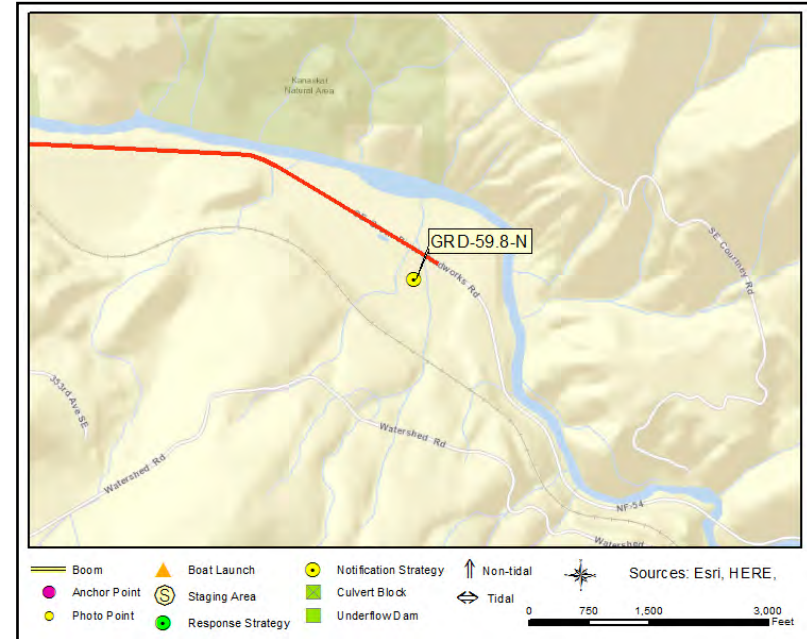 Kanaskat
Natural Area
GRD-59.8-N
SE Courtney Rd
353rd Ave SE
Watershed Rd
Watershed Rd
NF-54
Watershed
Boom
Boat Launch
Notification Strategy
Non-tidal
Sources: Esri, HERE,
Anchor Point
Staging Area
Culvert Block
Tidal
Photo Point
Response Strategy
Underflow Dam
0 750 1,500 3,000
Feet